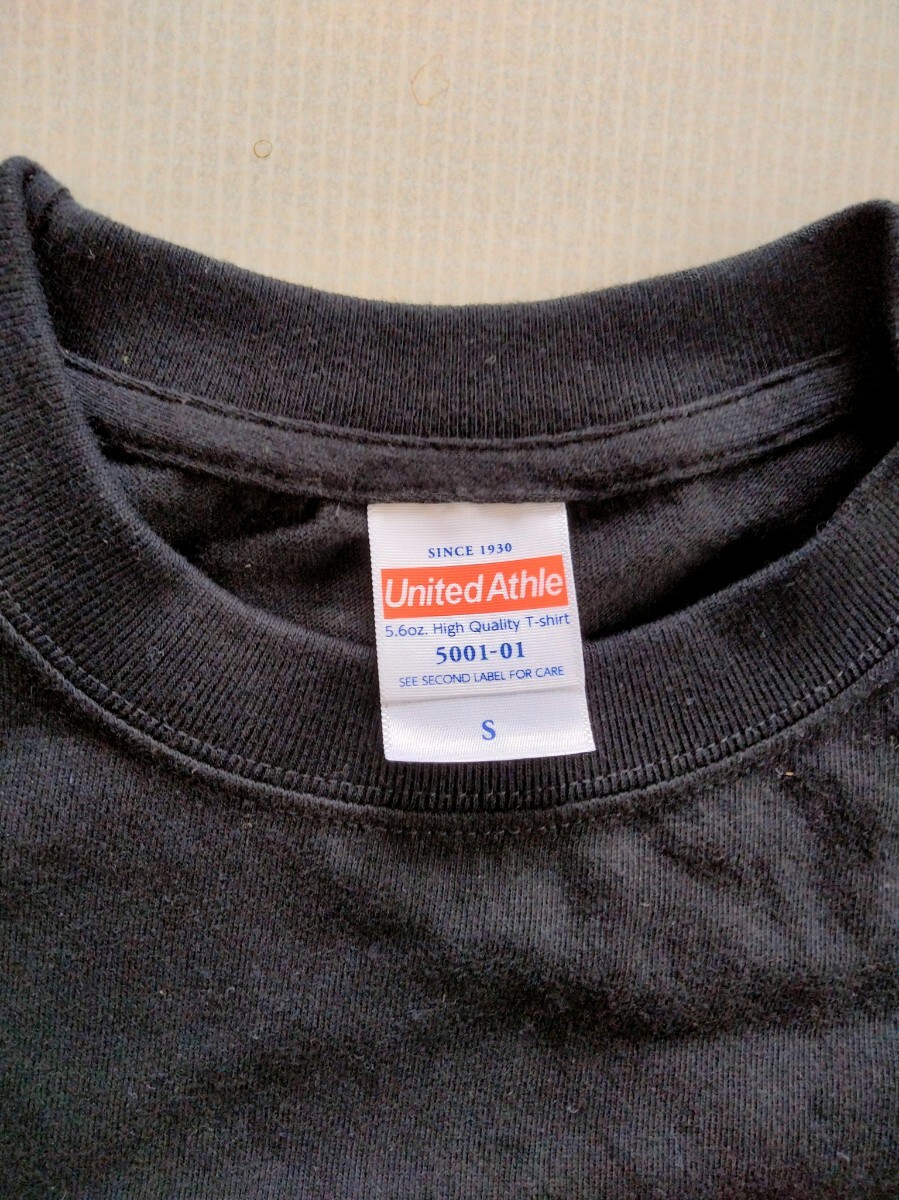 SINCE 1930
United Athle
5.6oz. High Quality T-shirt
5001-01
SEE SECOND LABEL FOR CARE
S